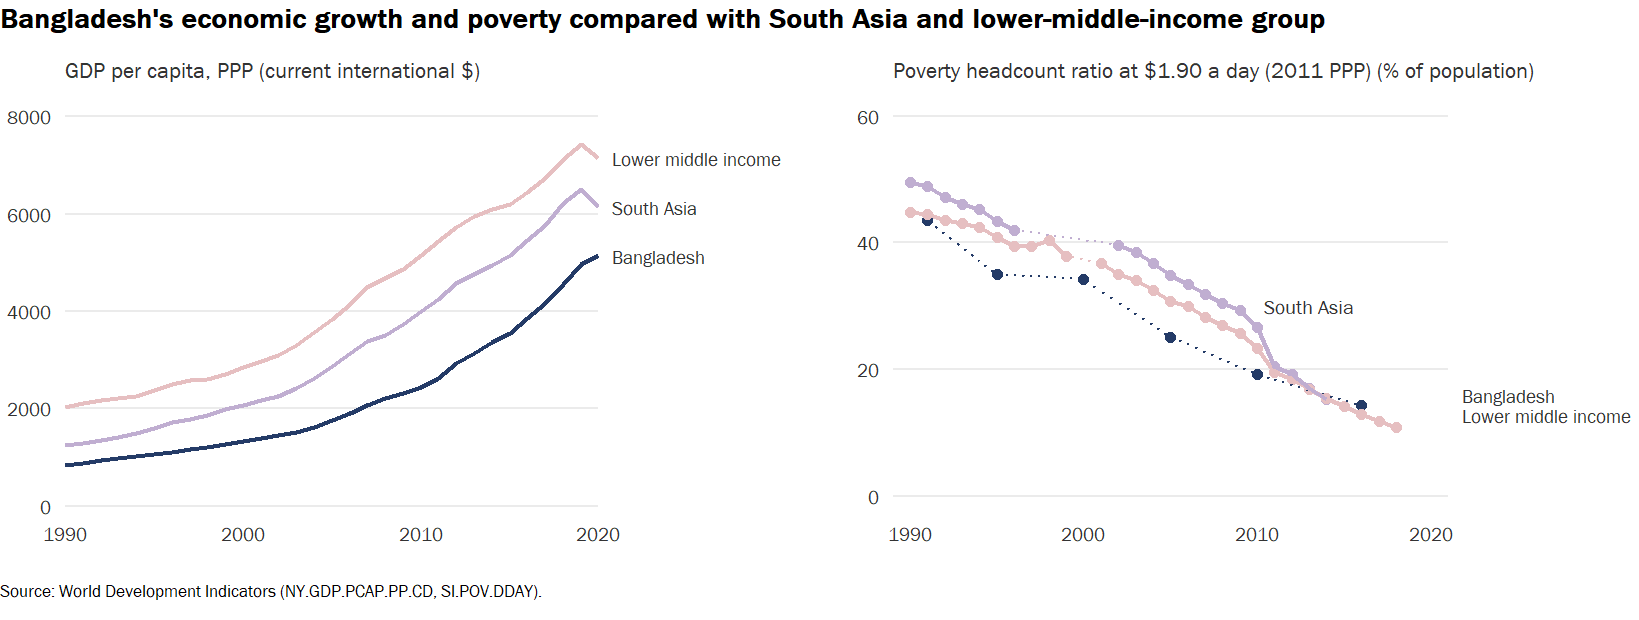 Bangladesh's economic growth and poverty compared with South Asia and lower-middle-income group
GDP per capita, PPP (current international $)
8000
6000
4000
2000
0
1990
2000
2010
2020
Lower middle income
South Asia
Bangladesh
Poverty headcount ratio at $1.90 a day (2011 PPP) (% of population)
60
40
20
0
1990
2000
2010
2020
South Asia
Bangladesh
Lower middle income
Source: World Development Indicators (NY.GDP.PCAP.PP.CD, SI.POV.DDAY).